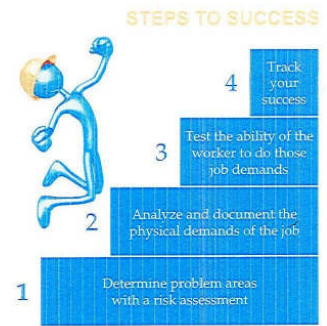 STEPS TO SUCCESS
4
Track
your
success
3
Test the ability of the
worker to do those
job demands
2
Analyze and document the
physical demands of the job
1
Determine problem areas
with a risk assessment